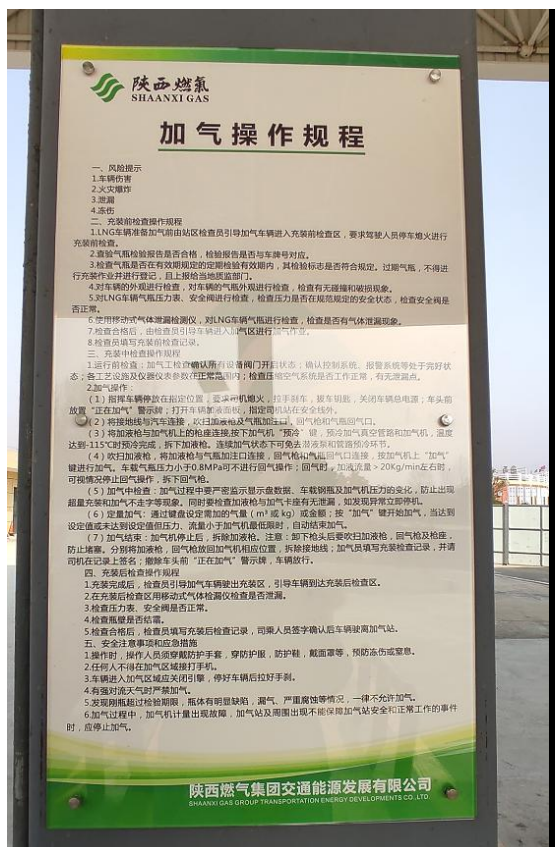 陕西燃氣
SHAANXI GAS
加气操作规程
一、风险提示
1.车辆伤害
2.火灾爆炸
3.泄漏
4.冻伤
二、充装前检查操作规程
1.LNG车辆准备加气前由站区检查员引导加气车辆进入充装前检查区，要求驾驶人员停车熄火进行
充装前检查。
2.查验气瓶检验报告是否合格，检验报告是否与车牌号对应。
3.检查气瓶是否在有效期规定的定期检验有效期内，其检验标志是否符合规定。过期气瓶，不得进
行充装作业并进行登记，且上报给当地质监部门。
4.对车辆的外观进行检查，对车辆的气瓶外观进行检查，检查有无碰撞和破损现象。
5.对LNG车辆气瓶压力表、安全阀进行检查，检查压力是否在规范规定的安全状态，检查安全阀是
否正常。
6.使用移动式气体泄漏检测仪，对LNG车辆气瓶进行检查，检查是否有气体泄漏现象。
7.检查合格后，由检查员引导车辆进入加气区进行加气作业。
8.检查员填写充装前检查记录。
三、充装中检查操作规程
1.运行前检查：加气工检查确认所有设备阀门开启状态；确认控制系统、报警系统等处于完好状
态；各工艺设施及仪器仪表参数在正常范围内；检查压缩空气系统是否工作正常，有无泄漏点。
2.加气操作：
（1）指挥车辆停放在指定位置，要求司机熄火，拉手刹车，拔车钥匙，关闭车辆总电源；车头前
放置“正在加气”警示牌；打开车辆加液面板，指定司机站在安全线外。
（2）将接地线与汽车连接，吹扫加液枪及气瓶加注口、回气枪和气瓶回气口。
（3）将加液枪与加气机上的枪座连接,按下加气机“预冷”键，预冷加气真空管路和加气机，温度
达到-115℃时预冷完成，拆下加液枪。连续加气状态下可免去潜液泵和管路预冷环节。
（4）吹扫加液枪，将加液枪与气瓶加注口连接，回气枪和气瓶回气口连接，按加气机上“加气”
键进行加气。车载气瓶压力小于0.8MPa可不进行回气操作；回气时，加液流量＞20Kg/min左右时，
可视情况停止回气操作，拆下回气枪。
（5）加气中检查：加气过程中要严密监示显示盘数据、车载钢瓶及加气机压力的变化，防止出现
超量充装和加气不走字等现象。同时要检查加液枪与加气卡座有无泄漏，如发现异常立即停机。
（6）定量加气：通过键盘设定需加的气量（m³或kg）或金额；按“加气”键开始加气，当达到
设定值或未达到设定值但压力、流量小于加气机最低限时，自动结束加气。
（7）加气结束：加气机停止后，拆除加液枪。注意：卸下枪头后要吹扫加液枪，回气枪及枪座，
防止堵塞。分别将加液枪，回气枪放回加气机相应位置，拆除接地线；加气员填写充装检查记录，并请
司机在记录上签名；撤除车头前“正在加气”警示牌，车辆放行。
四、充装后检查操作规程
1.充装完成后，检查员引导加气车辆驶出充装区，引导车辆到达充装后检查区。
2.在充装后检查区用移动式气体检漏仪检查是否泄漏。
3.检查压力表、安全阀是否正常。
4.检查瓶壁是否结霜。
5.检查合格后，检查员填写充装后检查记录，司乘人员签字确认后车辆驶离加气站。
五、安全注意事项和应急措施
1.操作时，操作人员须穿戴防护手套，穿防护服，防护鞋，戴面罩等，预防冻伤或窒息。
2.任何人不得在加气区域接打手机。
3.车辆进入加气区域应关闭引擎，停好车辆后拉好手刹。
4.有强对流天气时严禁加气。
5.发现刚瓶超过检验期限，瓶体有明显缺陷，漏气、严重腐蚀等情况，一律不允许加气。
6.加气过程中，加气机计量出现故障，加气站及周围出现不能保障加气站安全和正常工作的事件
时，应停止加气。
陕西燃气集团交通能源发展有限公司
SHAANXI GAS GROUP TRANSPORTATION ENERGY DEVELOPMENTS CO.,LTD.